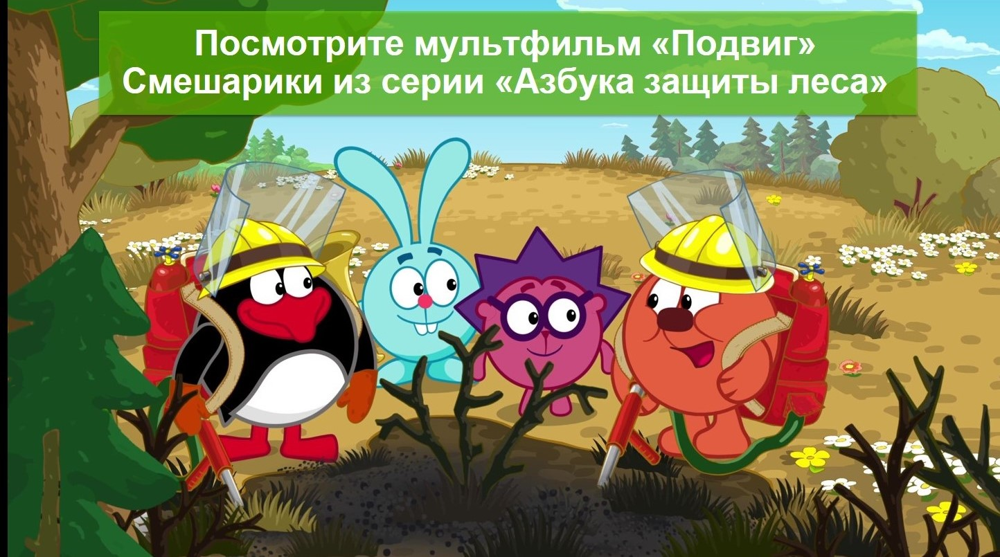 Посмотрите мультфильм «Подвиг»
Смешарики из серии «Азбука защиты леса»